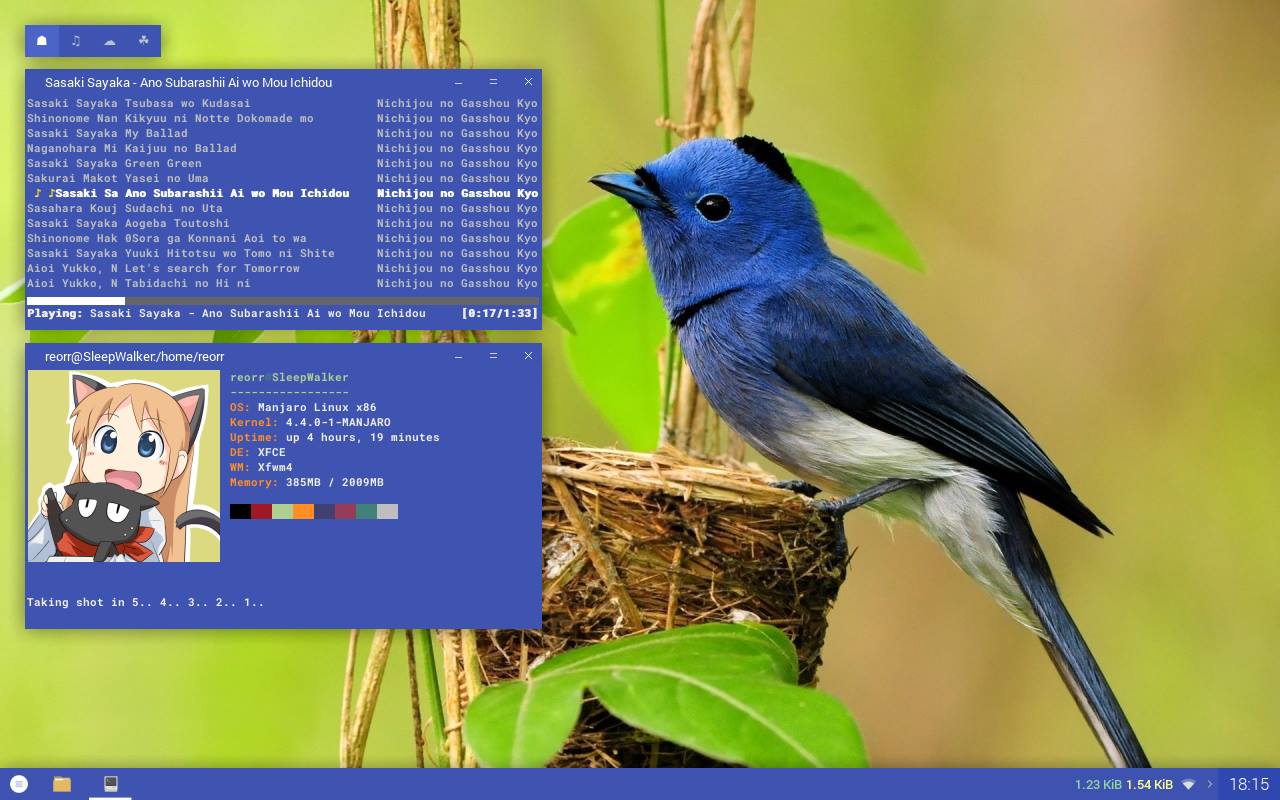 Sasaki Sayaka - Ano Subarashii Ai wo Mou Ichidou
Sasaki Sayaka Tsubasa wo Kudasai Nichijou no Gasshou Kyo
Shinonome Nan Kikyuu ni Notte Dokomade mo Nichijou no Gasshou Kyo
Sasaki Sayaka My Ballad Nichijou no Gasshou Kyo
Naganohara Mi Kaijuu no Ballad Nichijou no Gasshou Kyo
Sasaki Sayaka Green Green Nichijou no Gasshou Kyo
Sakurai Makot Yasei no Uma Nichijou no Gasshou Kyo
♪ ♪Sasaki Sa Ano Subarashii Ai wo Mou Ichidou Nichijou no Gasshou Kyo
Sasahara Kouj Sudachi no Uta Nichijou no Gasshou Kyo
Sasaki Sayaka Aogeba Toutoshi Nichijou no Gasshou Kyo
Shinonome Hak 0Sora ga Konnani Aoi to wa Nichijou no Gasshou Kyo
Sasaki Sayaka Yuuki Hitotsu wo Tomo ni Shite Nichijou no Gasshou Kyo
Aioi Yukko, N Let's search for Tomorrow Nichijou no Gasshou Kyo
Aioi Yukko, N Tabidachi no Hi ni Nichijou no Gasshou Kyo
Playing: Sasaki Sayaka - Ano Subarashii Ai wo Mou Ichidou [0:17/1:33]
reorr@SleepWalker:/home/reorr
reorr@SleepWalker
-----------------
OS: Manjaro Linux x86
Kernel: 4.4.0-1-MANJARO
Uptime: up 4 hours, 19 minutes
DE: XFCE
WM: Xfwm4
Memory: 385MB / 2009MB
Taking shot in 5.. 4.. 3.. 2.. 1..
1.23 KiB 1.54 KiB 18:15